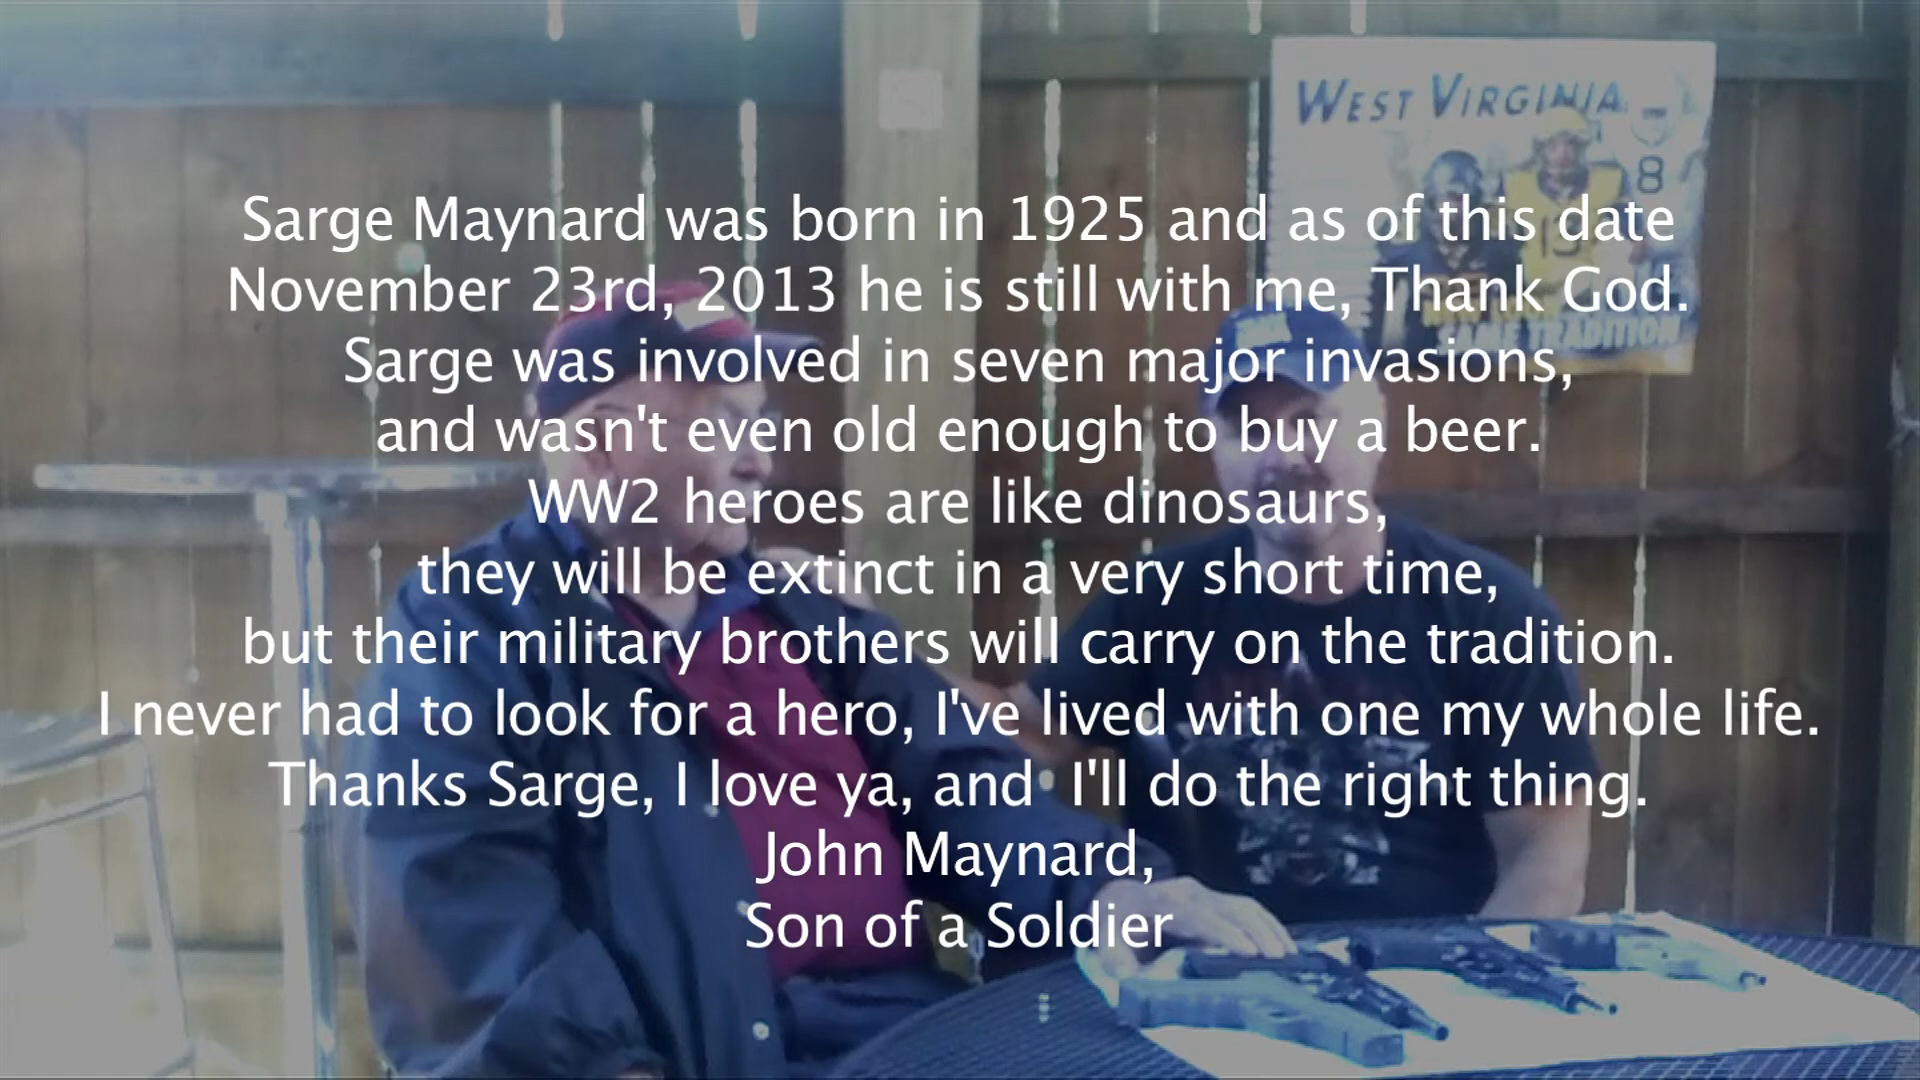 WEST VIRGINIA
8
Sarge Maynard was born in 1925 and as of this date
November 23rd, 2013 he is still with me, Thank God.
SAME TRADITION
Sarge was involved in seven major invasions,
and wasn't even old enough to buy a beer.
WW2 heroes are like dinosaurs,
they will be extinct in a very short time,
but their military brothers will carry on the tradition.
I never had to look for a hero, I've lived with one my whole life.
Thanks Sarge, I love ya, and  I'll do the right thing.
John Maynard,
Son of a Soldier